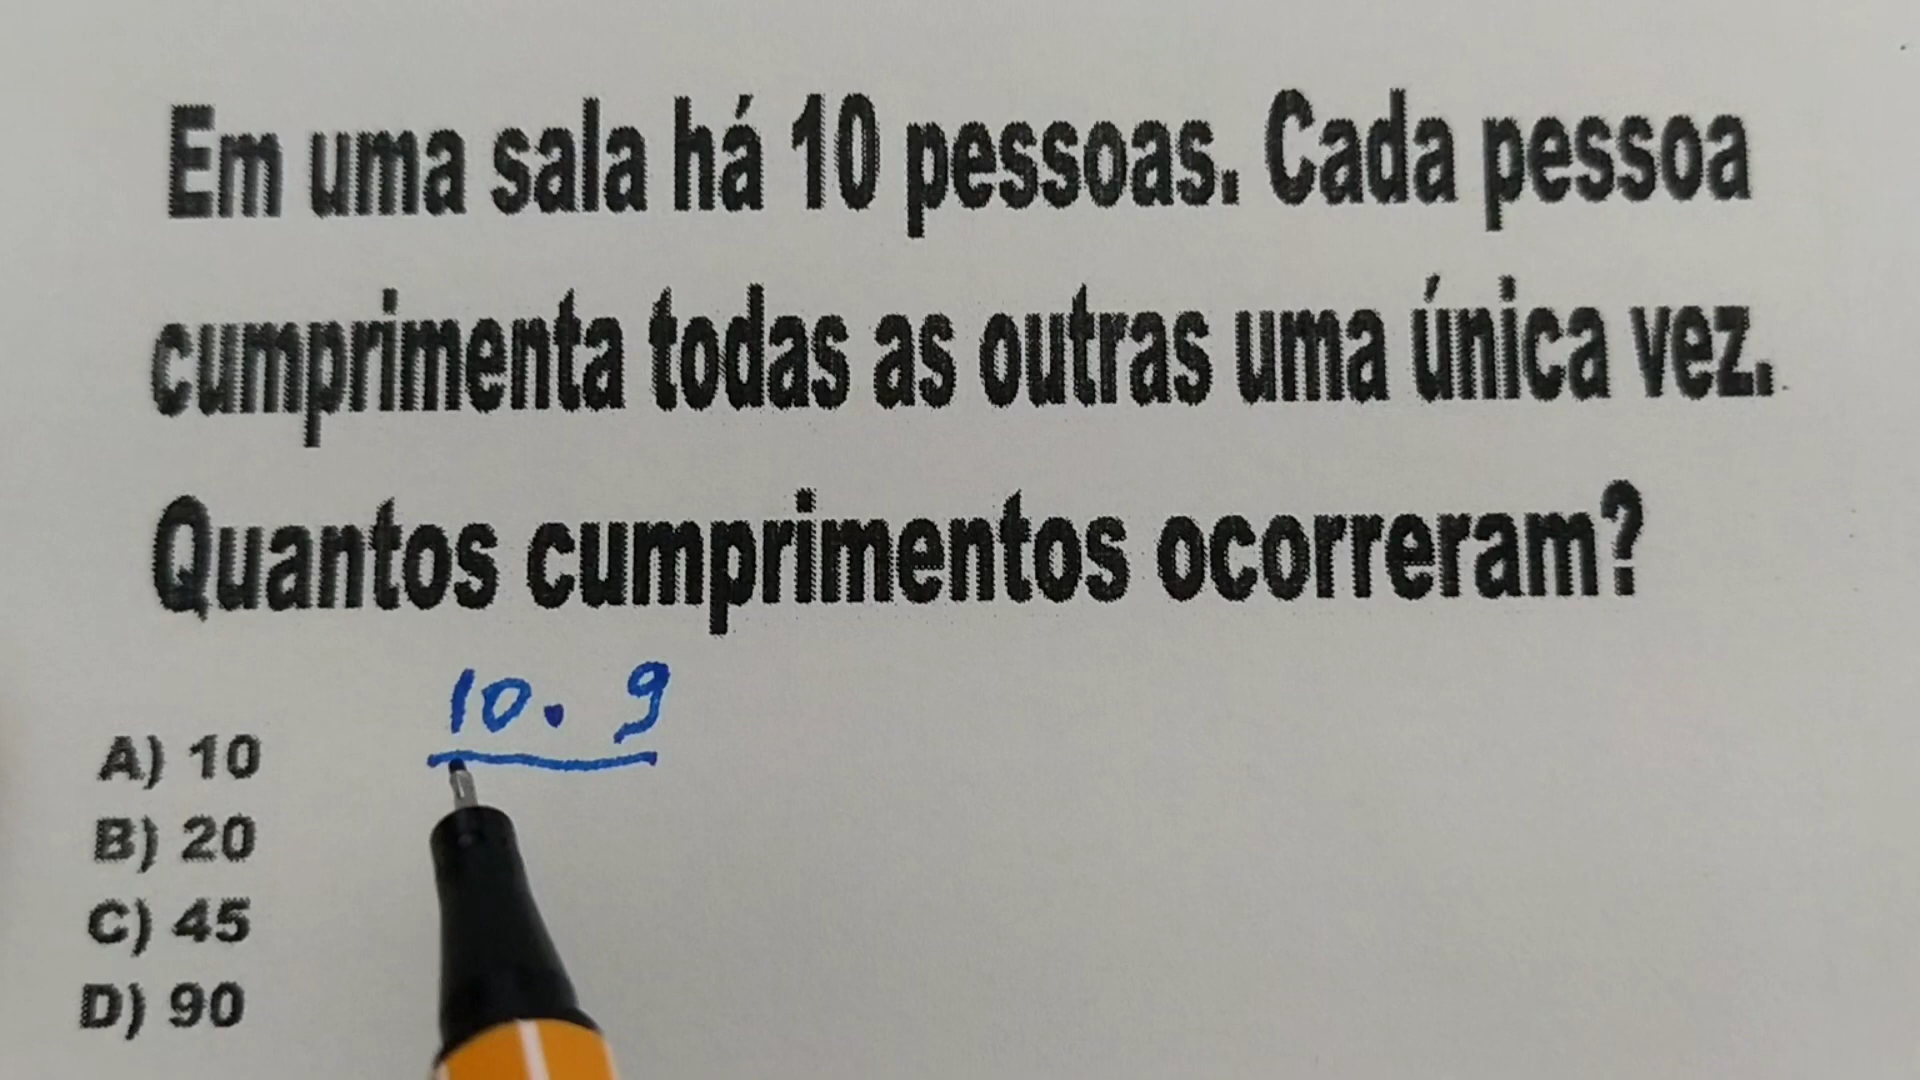 Em uma sala há 10 pessoas. Cada pessoa
cumprimenta todas as outras uma única vez.
Quantos cumprimentos ocorreram?
10. 9
A) 10
B) 20
C) 45
D) 90